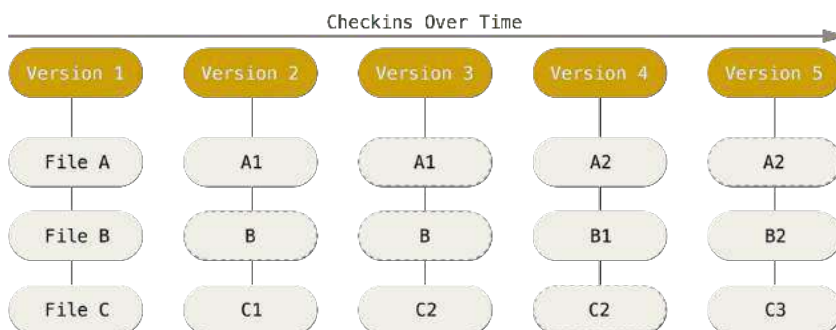 Checkins Over Time
Version 1 Version 2 Version 3 Version 4 Version 5
File A A1 A1 A2 A2
File B B B B1 B2
File C C1 C2 C2 C3